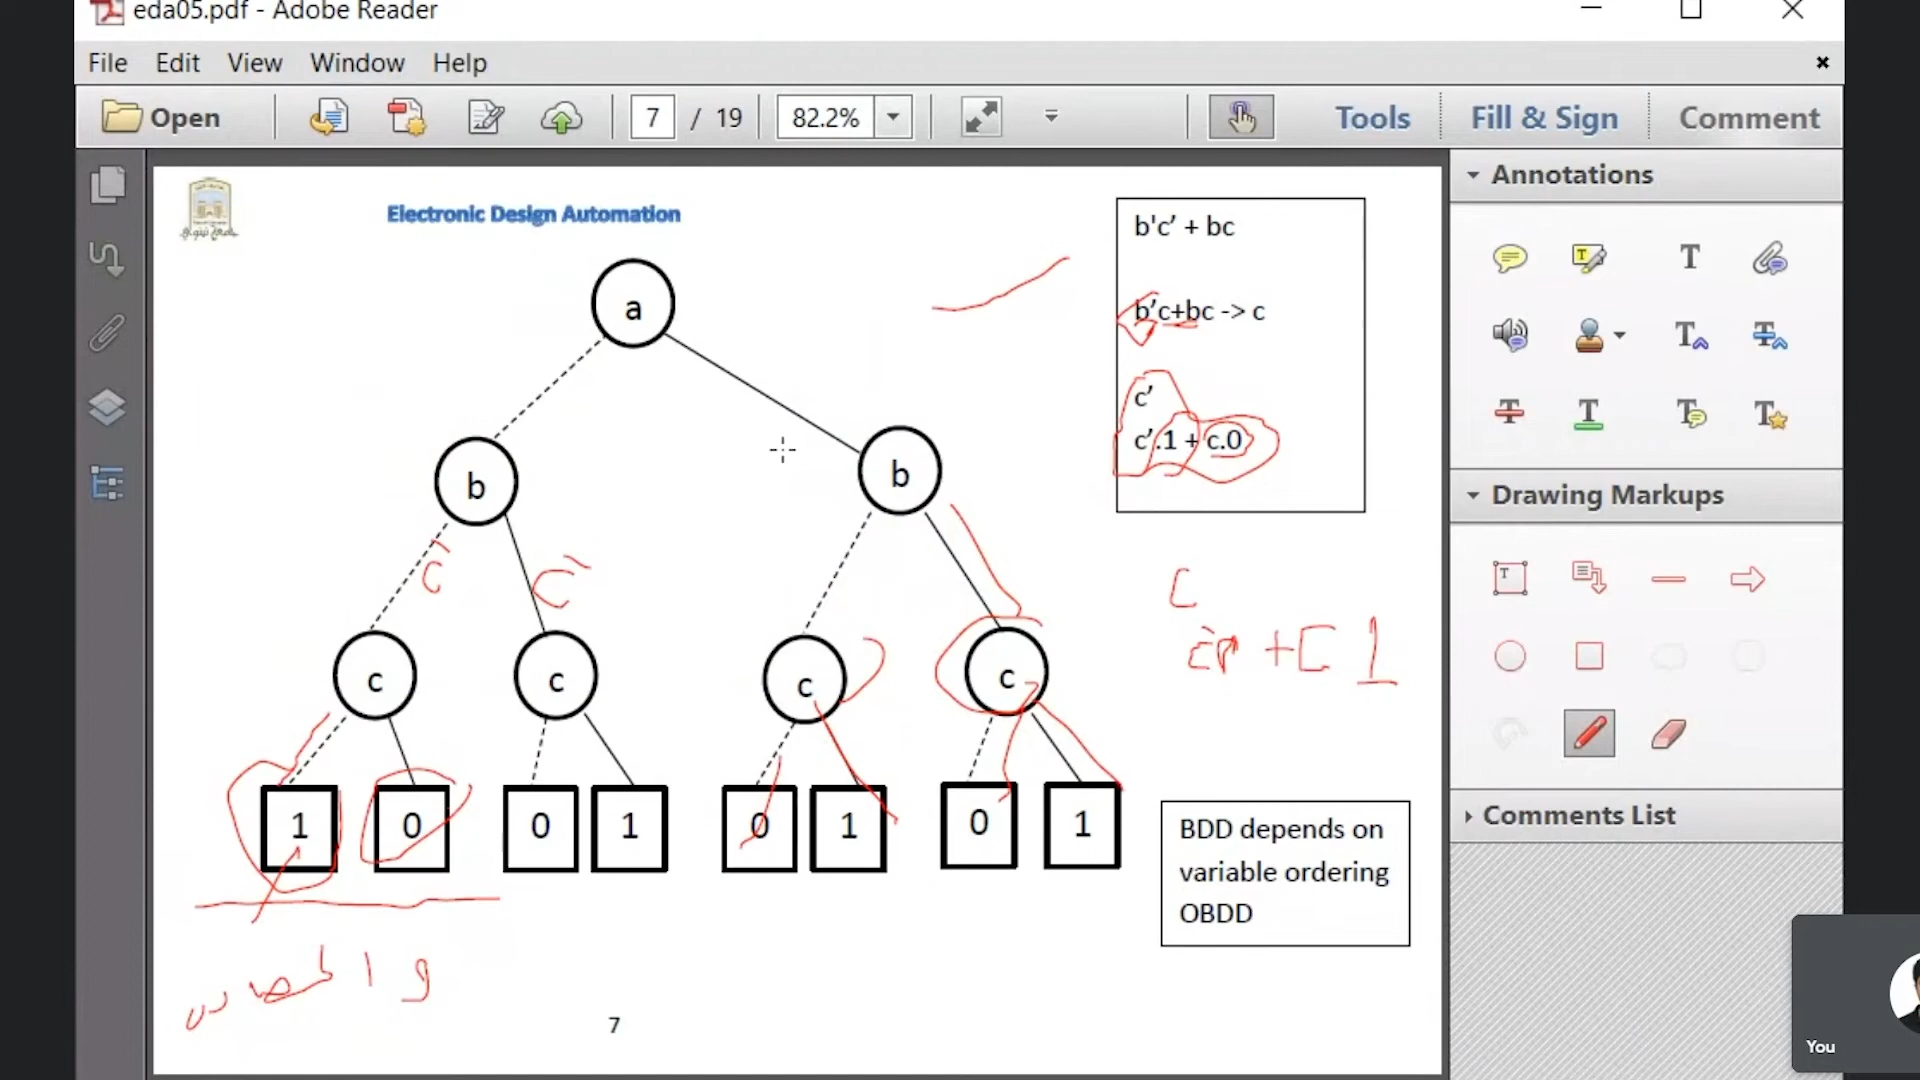 eda05.pdf - Adobe Reader
File Edit View Window Help
Open 7 / 19 82.2% Tools Fill & Sign Comment
Electronic Design Automation
b'c’ + bc
b’c+bc -> c
c’
c’.1 + c.0
a
b b
c’ c’
c c c c
c
+ c 1
1 0 0 1 0 1 0 1
BDD depends on
variable ordering
OBDD
7
Annotations
Drawing Markups
Comments List
You